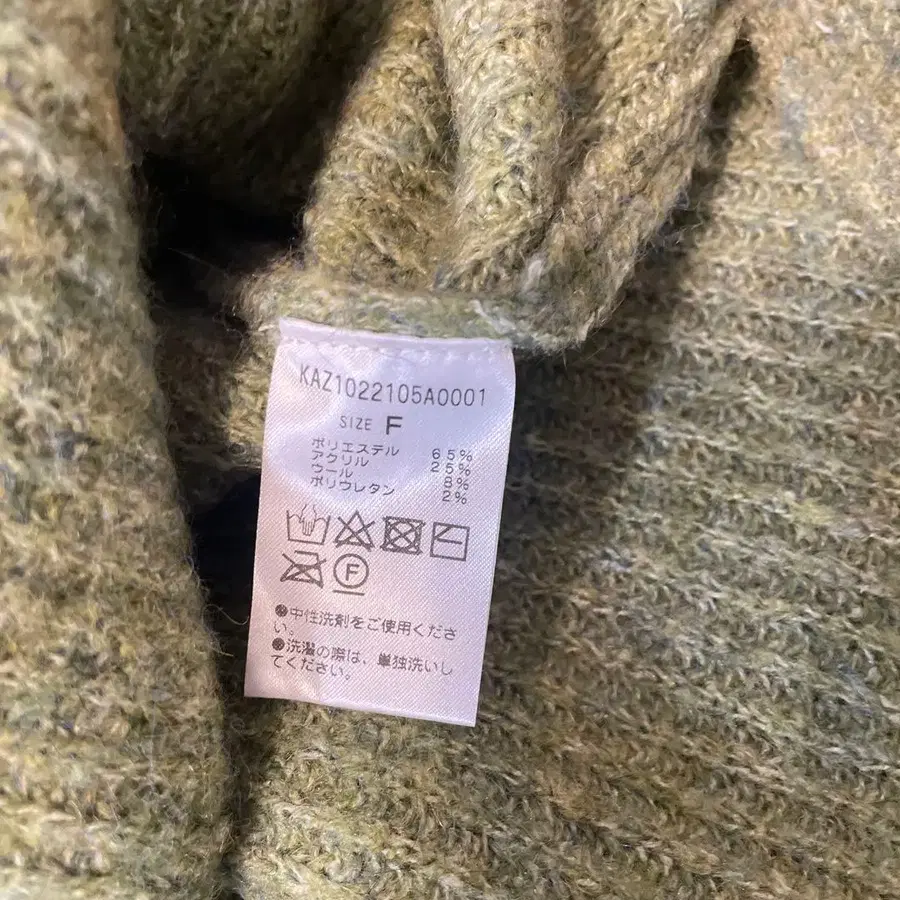 KAZ1022105A0001
SIZE F
ポリエステル 65%
アクリル 25%
ウール 8%
ポリウレタン 2%
F
●中性洗剤をご使用くださ
い。
●洗濯の際は、単独洗いし
てください。